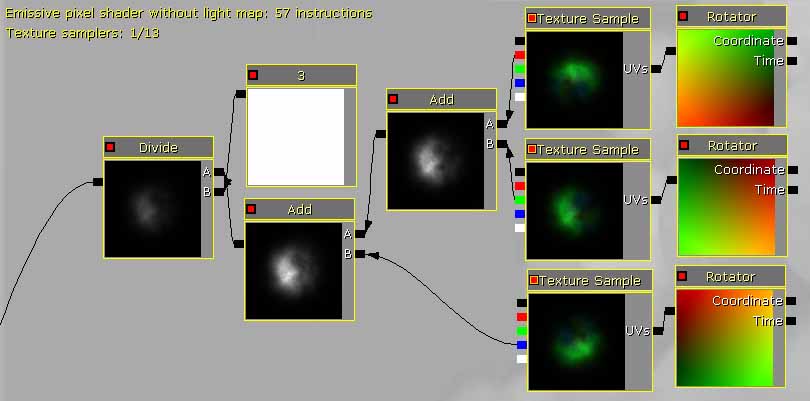 Emissive pixel shader without light map: 57 instructions
Texture samplers: 1/13
Texture Sample
UVs
Rotator
Coordinate
Time
3
Add
A
B
Divide
A
B
Add
A
B
Texture Sample
UVs
Rotator
Coordinate
Time
Texture Sample
UVs
Rotator
Coordinate
Time